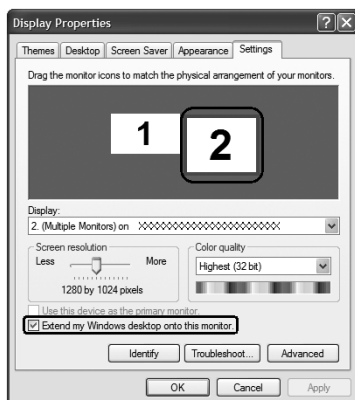 Display Properties
Themes Desktop Screen Saver Appearance Settings
Drag the monitor icons to match the physical arrangement of your monitors.
1 2
Display:
2. (Multiple Monitors) on XXXXXXXXXXXXXXXXXXXXXX
Screen resolution Color quality
Less More Highest (32 bit)
1280 by 1024 pixels
Use this device as the primary monitor.
Extend my Windows desktop onto this monitor.
Identify Troubleshoot... Advanced
OK Cancel Apply